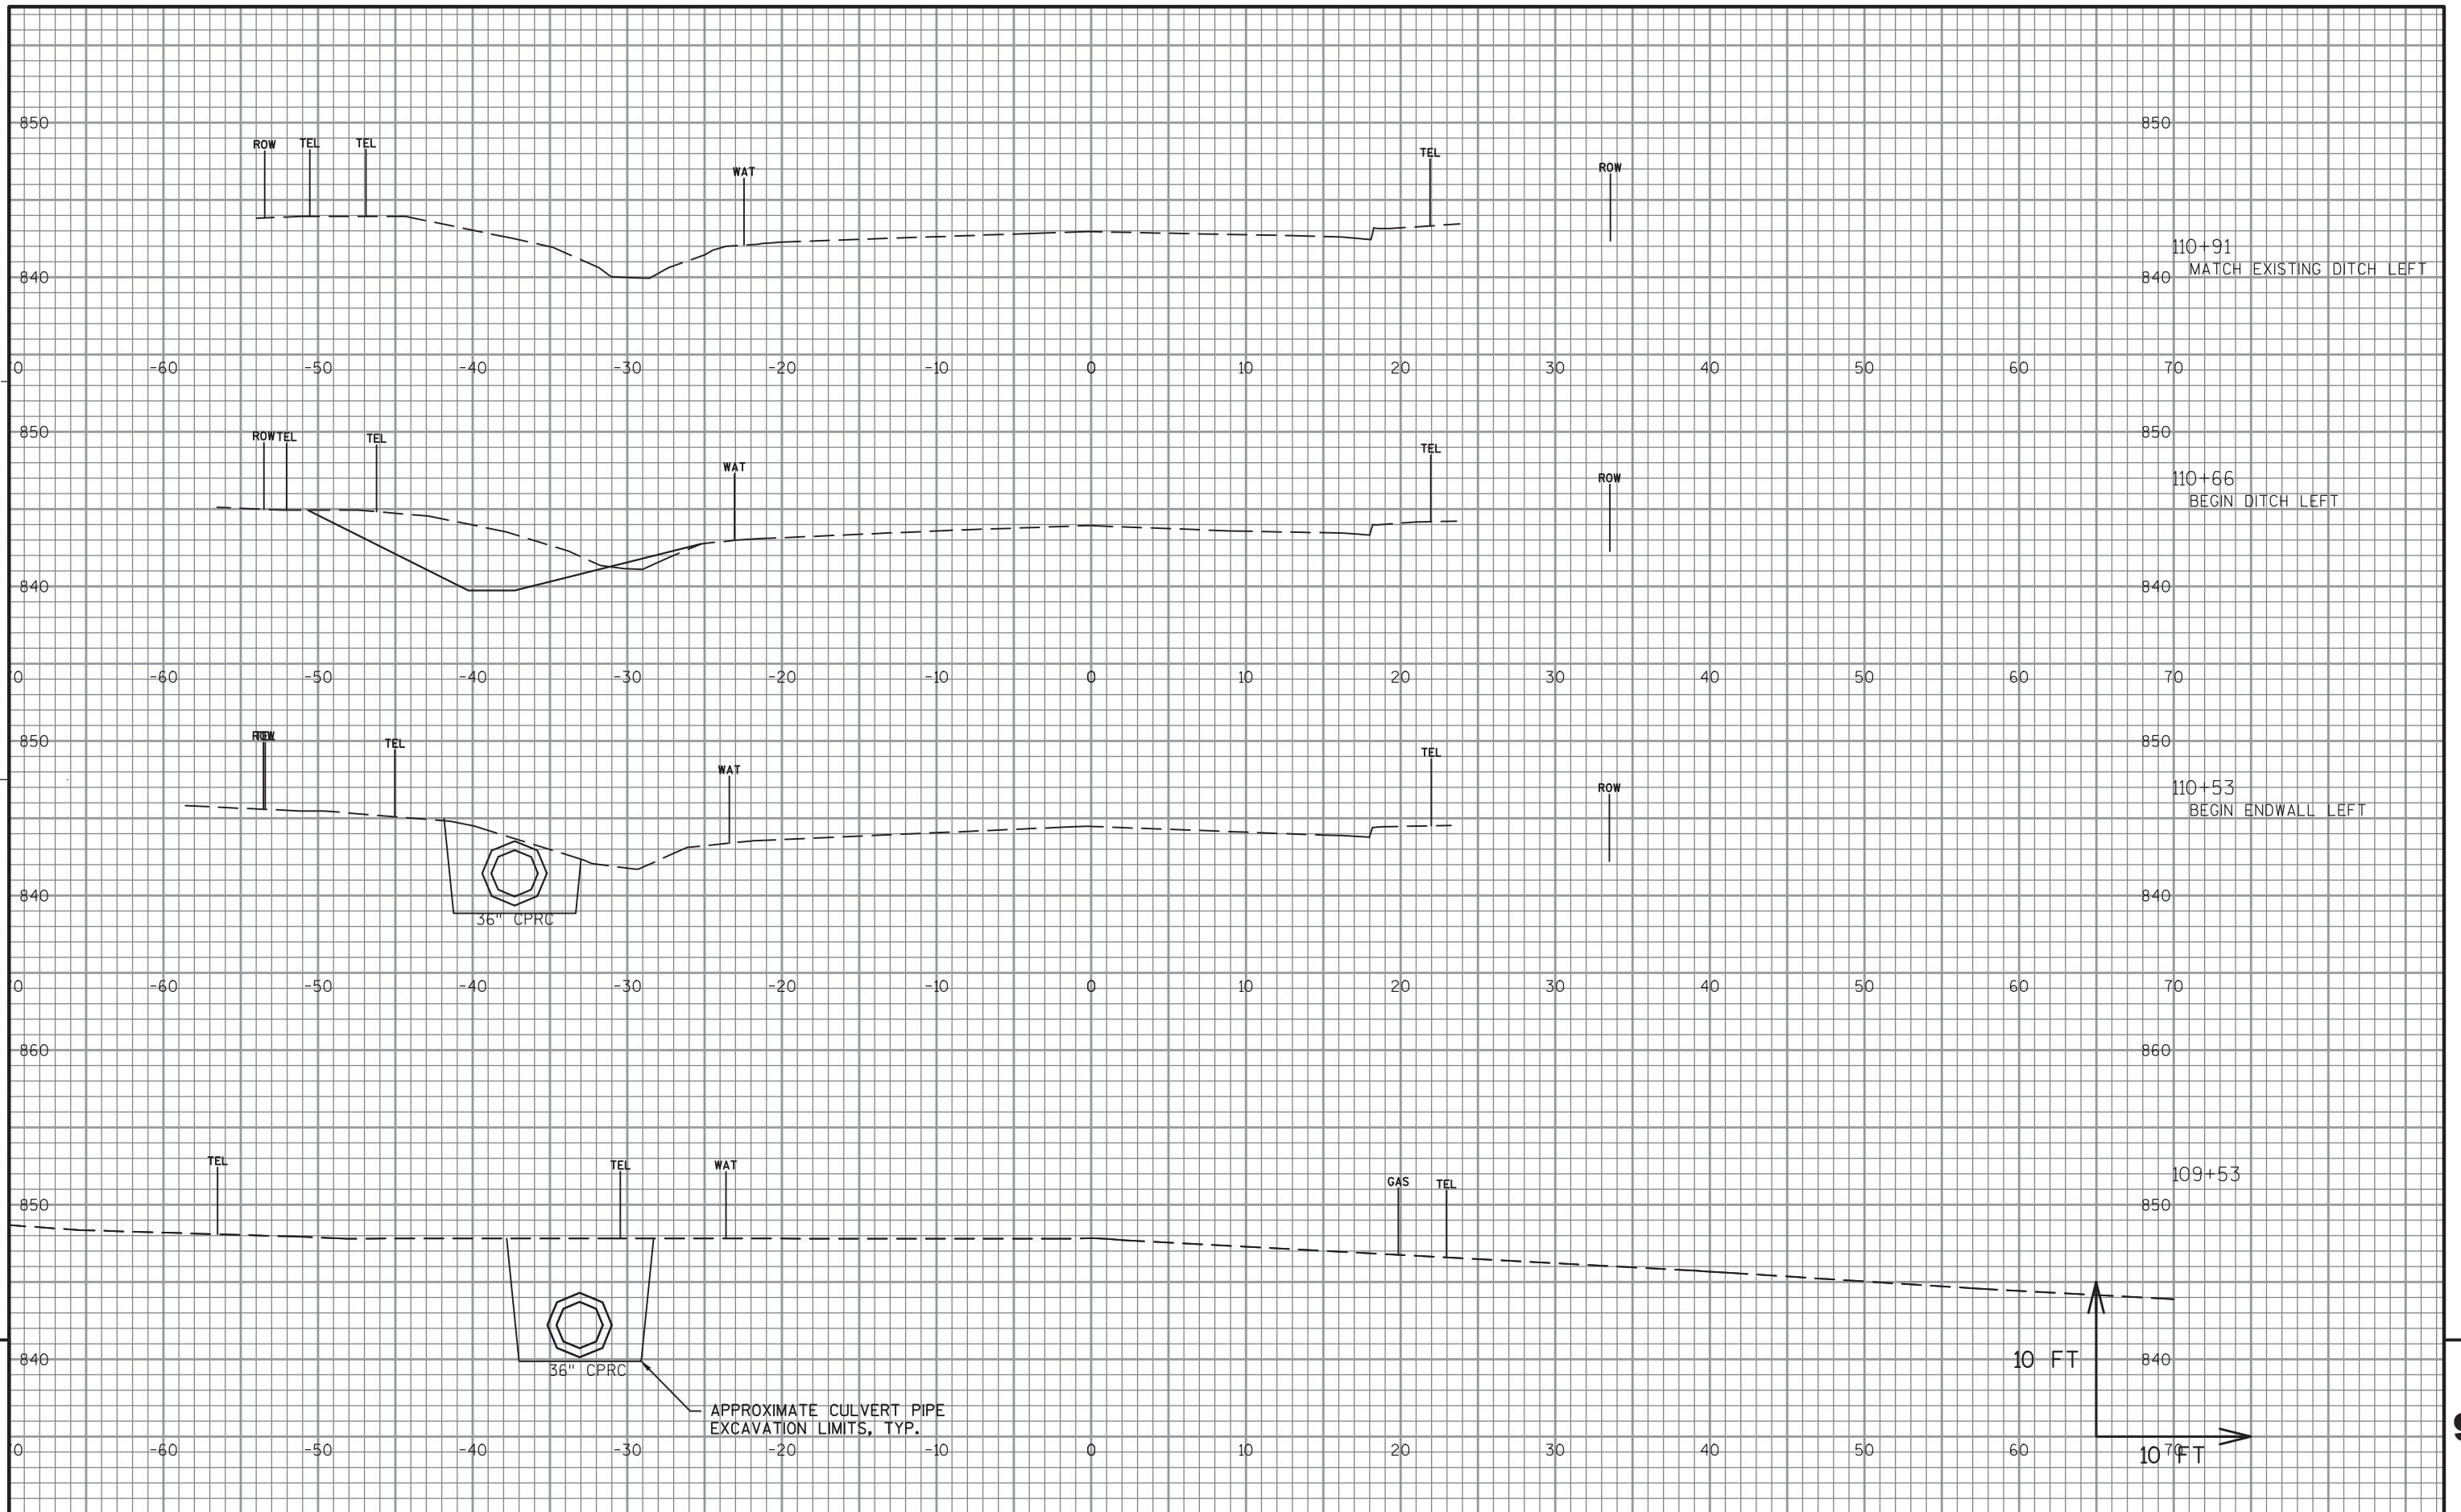 850 850
ROW TEL TEL WAT TEL ROW
110+91
840 840 MATCH EXISTING DITCH LEFT
-60 -50 -40 -30 -20 -10 0 10 20 30 40 50 60 70
850 850
ROW TEL TEL WAT TEL ROW
110+66
BEGIN DITCH LEFT
840 840
-60 -50 -40 -30 -20 -10 0 10 20 30 40 50 60 70
850 850
ROW TEL TEL WAT TEL ROW
110+53
BEGIN ENDWALL LEFT
840 840
36" CPRC
-60 -50 -40 -30 -20 -10 0 10 20 30 40 50 60 70
860 860
TEL TEL WAT GAS TEL
109+53
850 850
840 10 FT 840
36" CPRC
APPROXIMATE CULVERT PIPE
EXCAVATION LIMITS, TYP.
-60 -50 -40 -30 -20 -10 0 10 20 30 40 50 60 70
10 FT